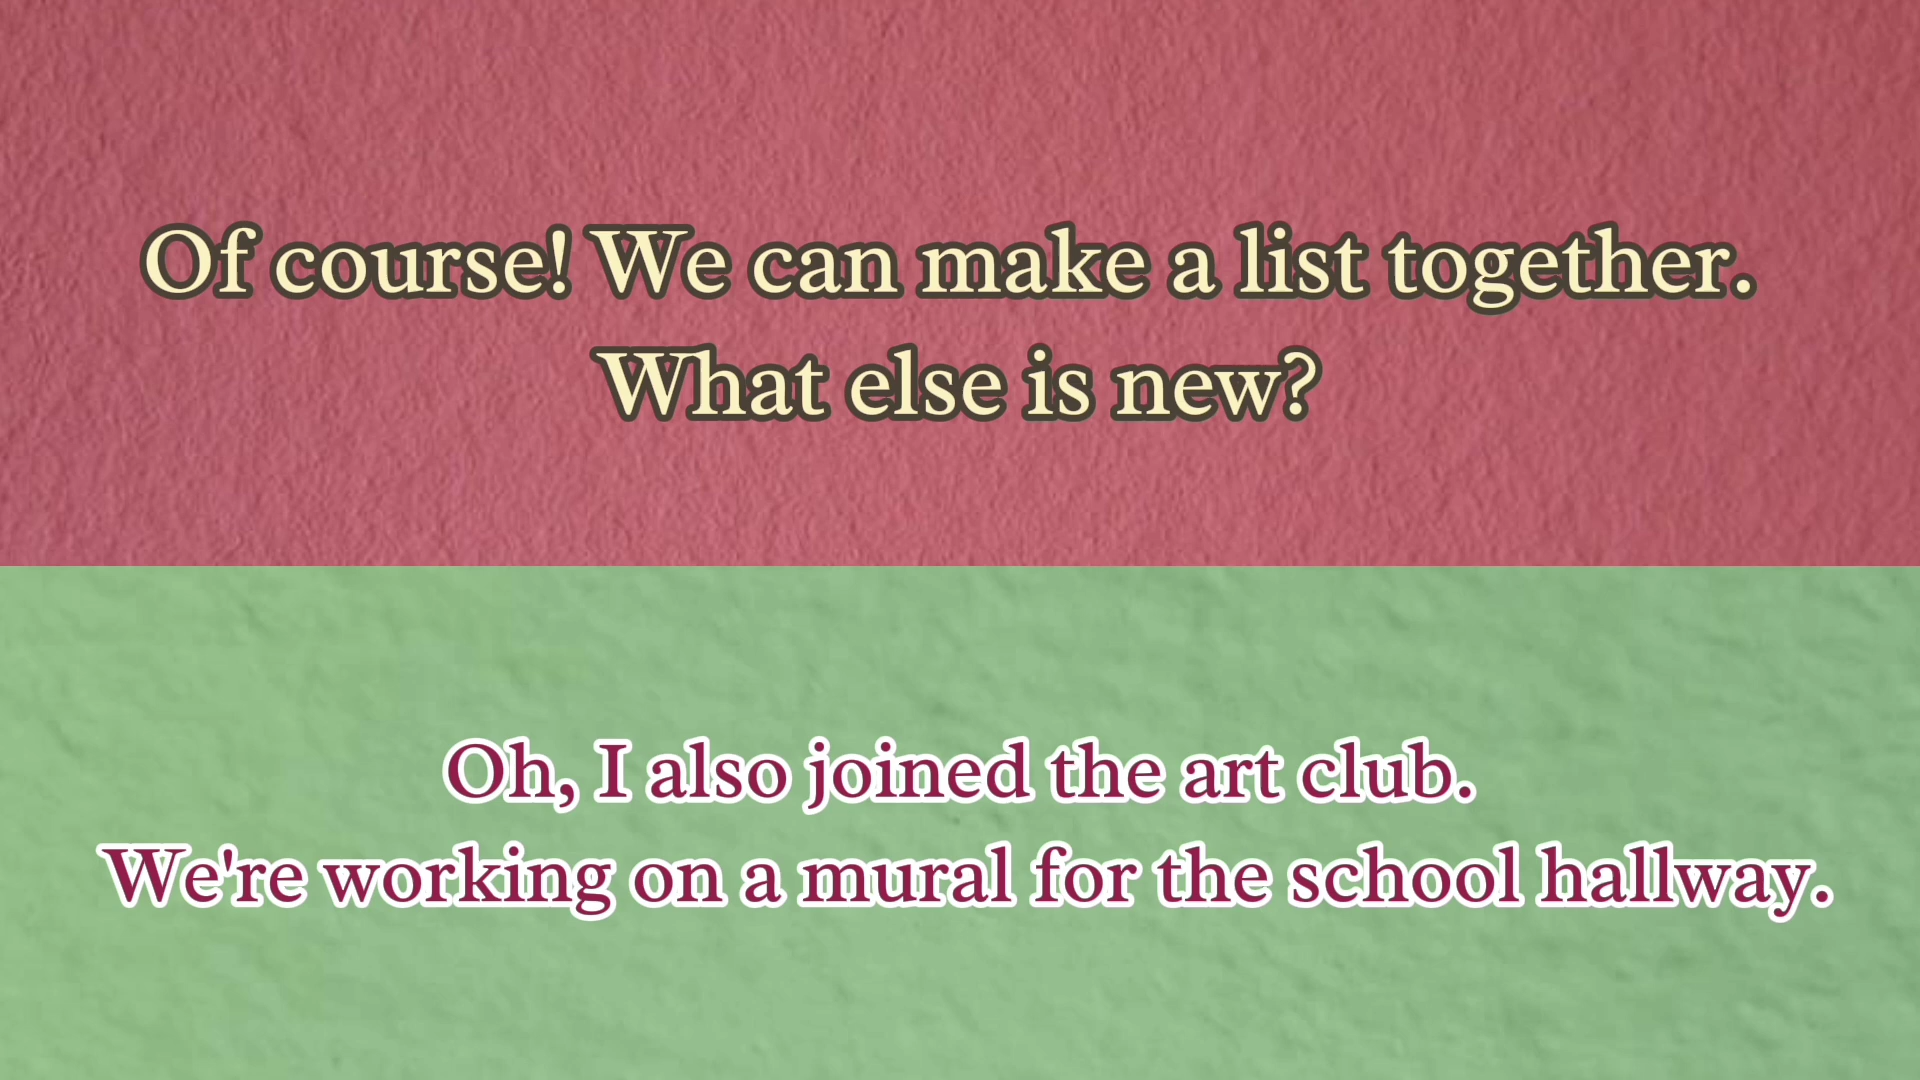 Of course! We can make a list together.
What else is new?
Oh, I also joined the art club.
We're working on a mural for the school hallway.